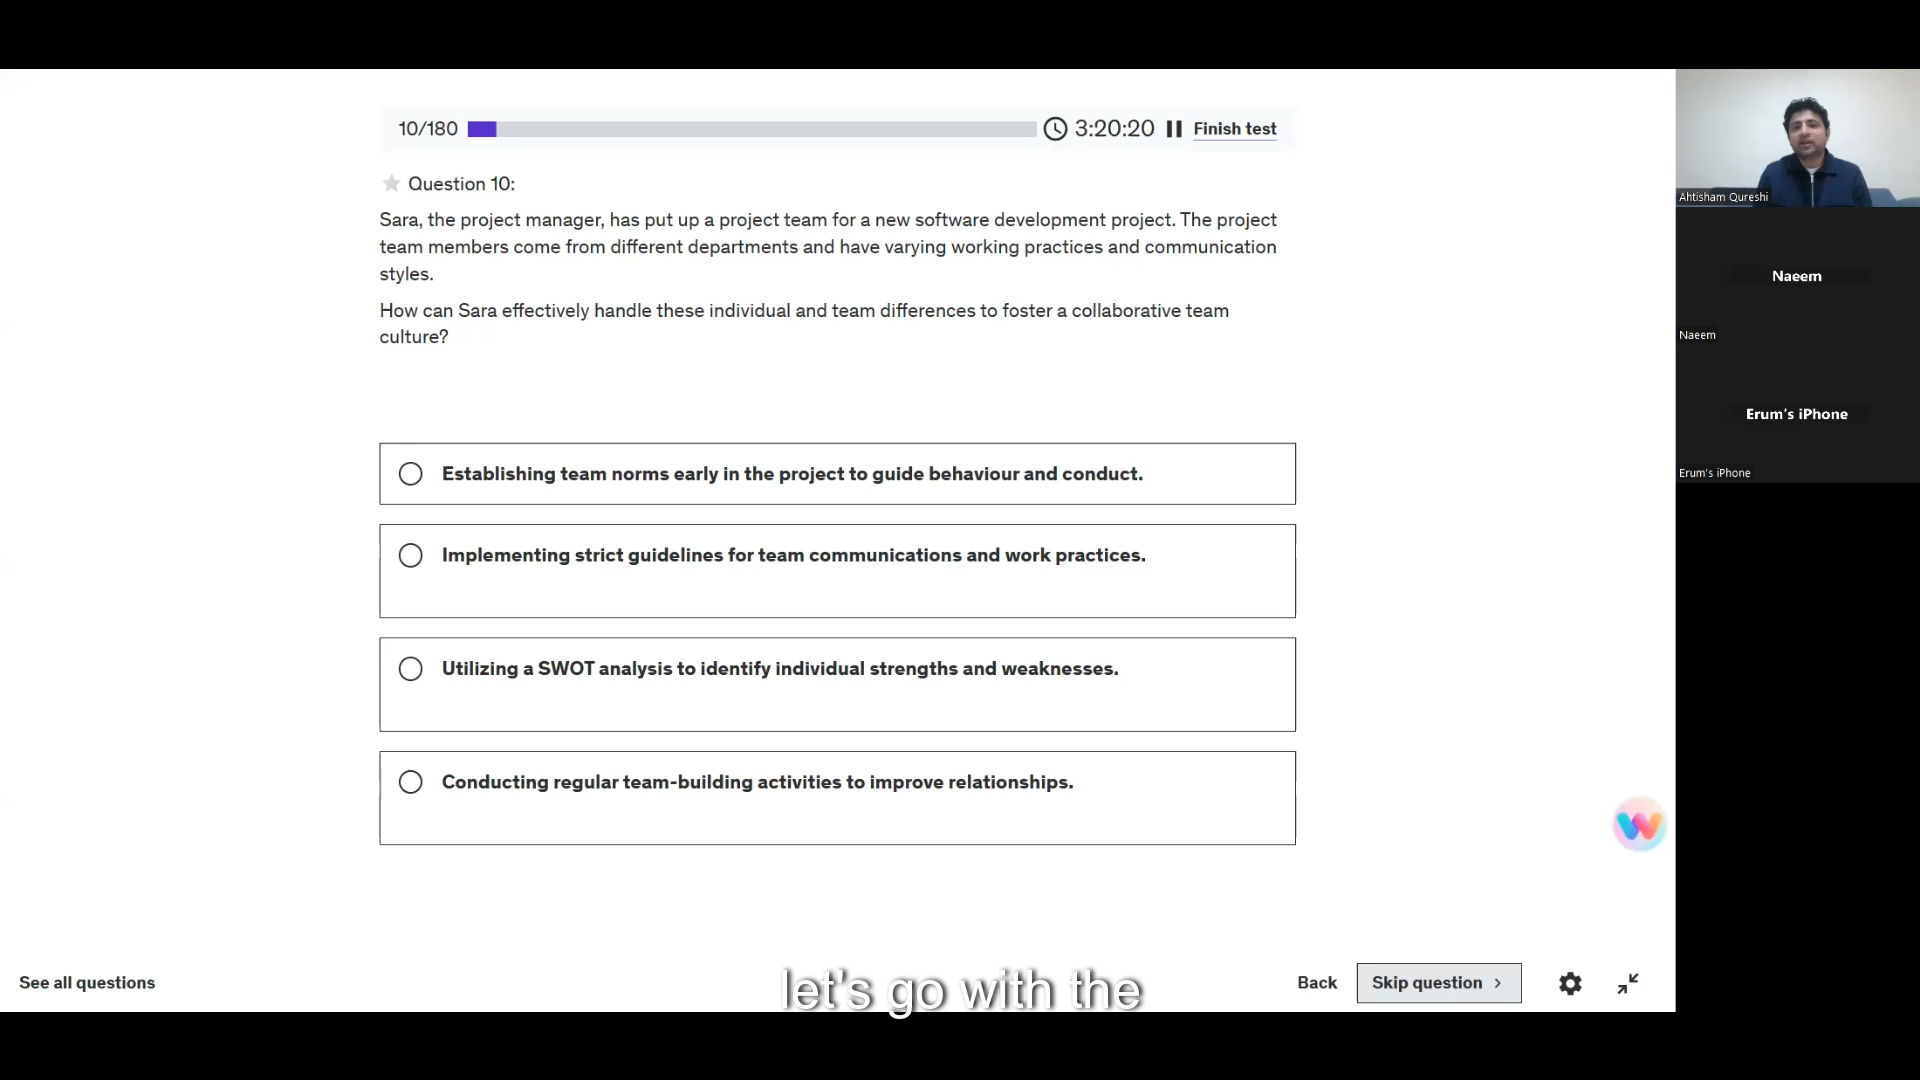 10/180
3:20:20
Finish test
Question 10:
Sara, the project manager, has put up a project team for a new software development project. The project
team members come from different departments and have varying working practices and communication
styles.
How can Sara effectively handle these individual and team differences to foster a collaborative team
culture?
Establishing team norms early in the project to guide behaviour and conduct.
Implementing strict guidelines for team communications and work practices.
Utilizing a SWOT analysis to identify individual strengths and weaknesses.
Conducting regular team-building activities to improve relationships.
See all questions
let's go with the
Back
Skip question
Ahtisham Qureshi
Naeem
Naeem
Erum's iPhone
Erum's iPhone